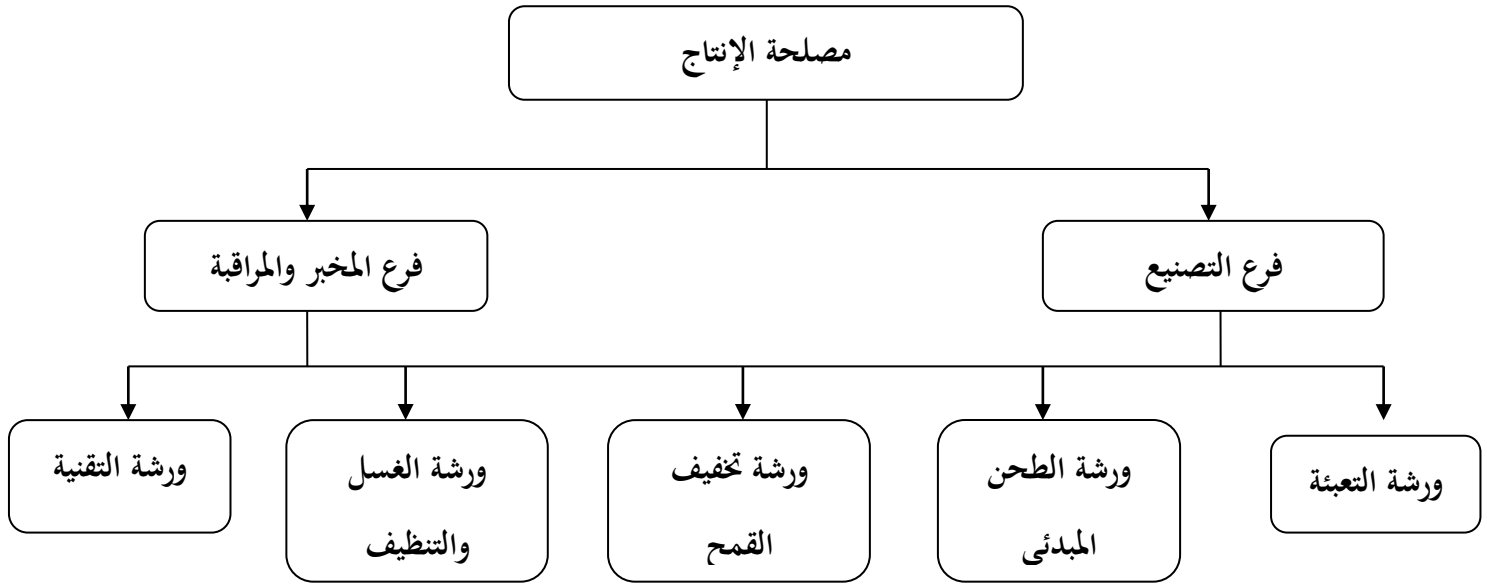 مصلحة الإنتاج
فرع التصنيع
فرع المخبر والمراقبة
ورشة التعبئة
ورشة الطحن
المبدئي
ورشة تخفيف
القمح
ورشة الغسل
والتنظيف
ورشة التقنية